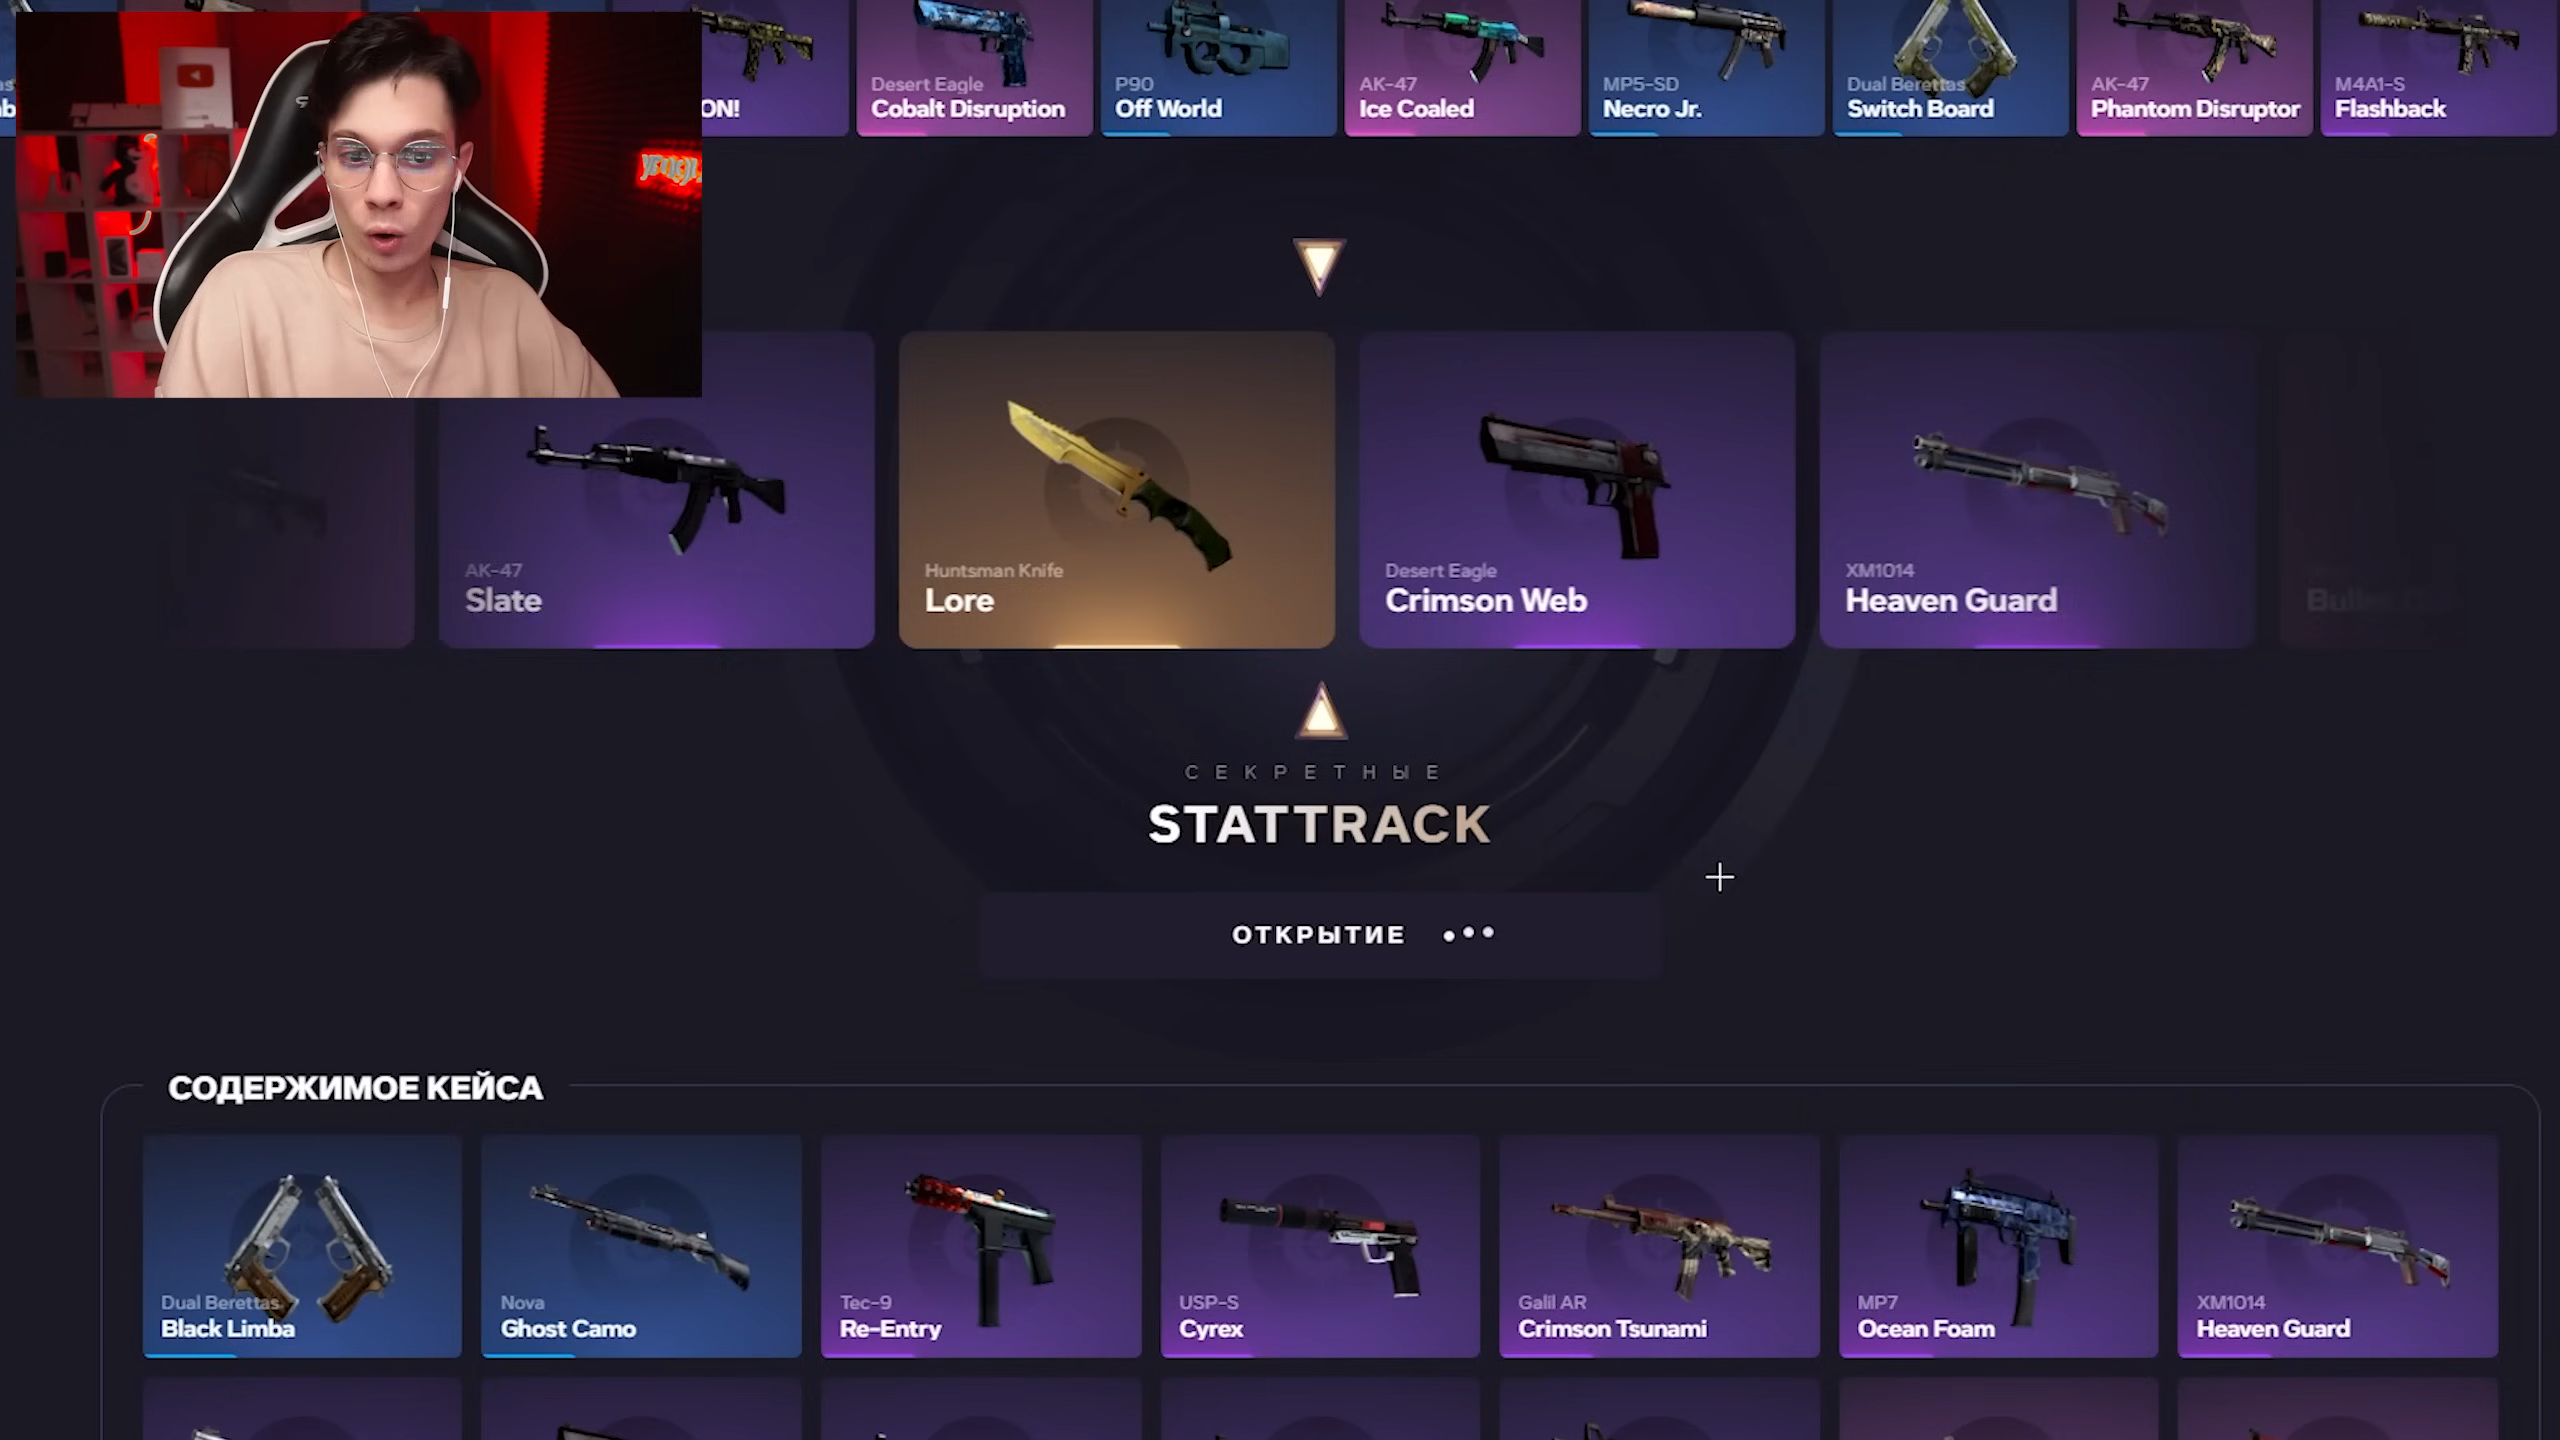 ON!
Desert Eagle
Cobalt Disruption
P90
Off World
AK-47
Ice Coaled
MP5-SD
Necro Jr.
Dual Berettas
Switch Board
AK-47
Phantom Disruptor
M4A1-S
Flashback
AK-47
Slate
Huntsman Knife
Lore
Desert Eagle
Crimson Web
XM1014
Heaven Guard
СЕКРЕТНЫЕ
STATTRACK
ОТКРЫТИЕ
СОДЕРЖИМОЕ КЕЙСА
Dual Berettas
Black Limba
Nova
Ghost Camo
Tec-9
Re-Entry
USP-S
Cyrex
Galil AR
Crimson Tsunami
MP7
Ocean Foam
XM1014
Heaven Guard